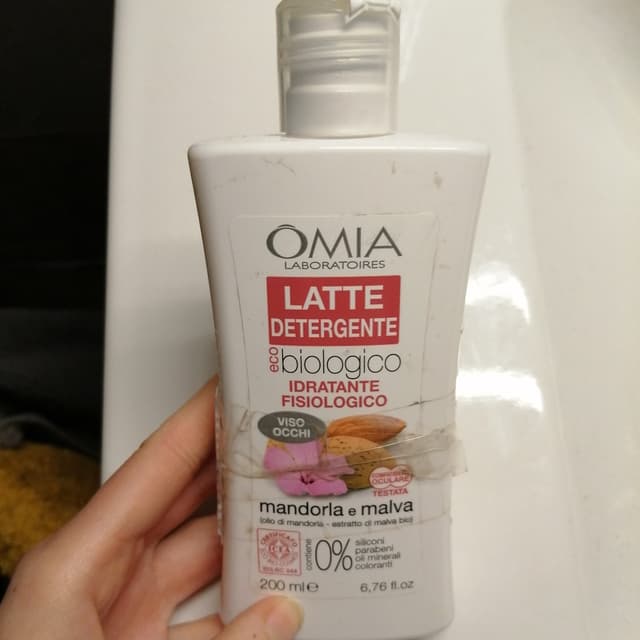 ÔMIA
LABORATOIRES
LATTE
DETERGENTE
eco biologico
IDRATANTE
FISIOLOGICO
VISO
OCCHI
OCULARE
TESTATA
mandorla e malva
(olio di mandorla - estratto di malva bio)
contiene
0%
siliconi
parabeni
oli minerali
coloranti
200 ml e
6,76 fl.oz